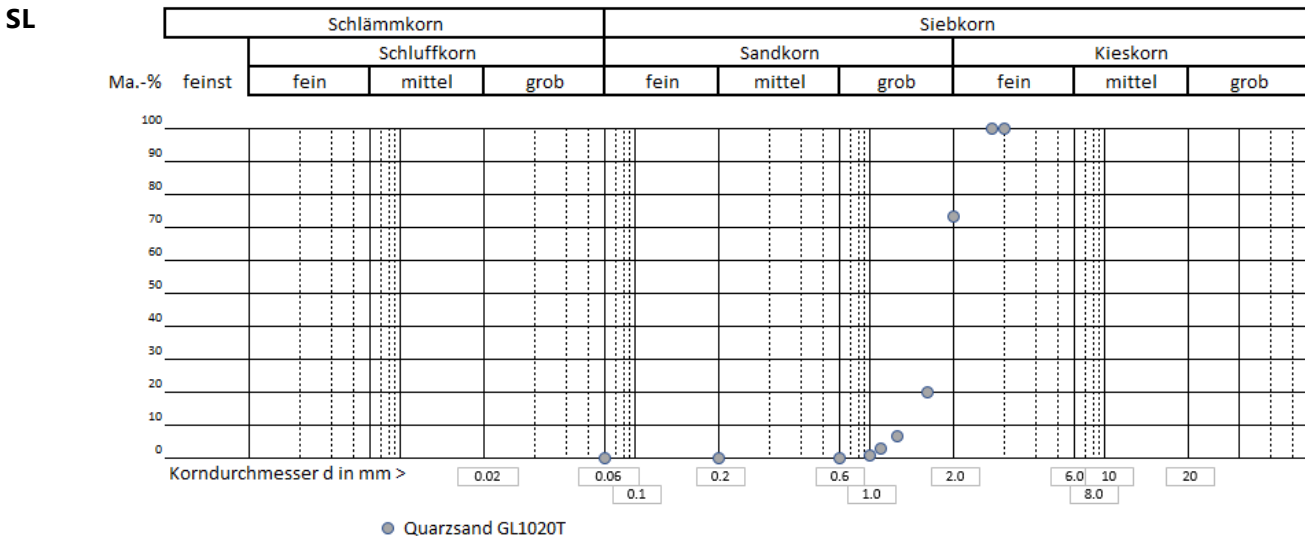 SL
Schlämmkorn Siebkorn
Schluffkorn Sandkorn Kieskorn
Ma.-% feinst fein mittel grob fein mittel grob fein mittel grob
100
90
80
70
60
50
40
30
20
10
0
Korndurchmesser d in mm > 0.02 0.06 0.2 0.6 2.0 6.0 10 20
0.1 1.0 8.0
Quarzsand GL1020T